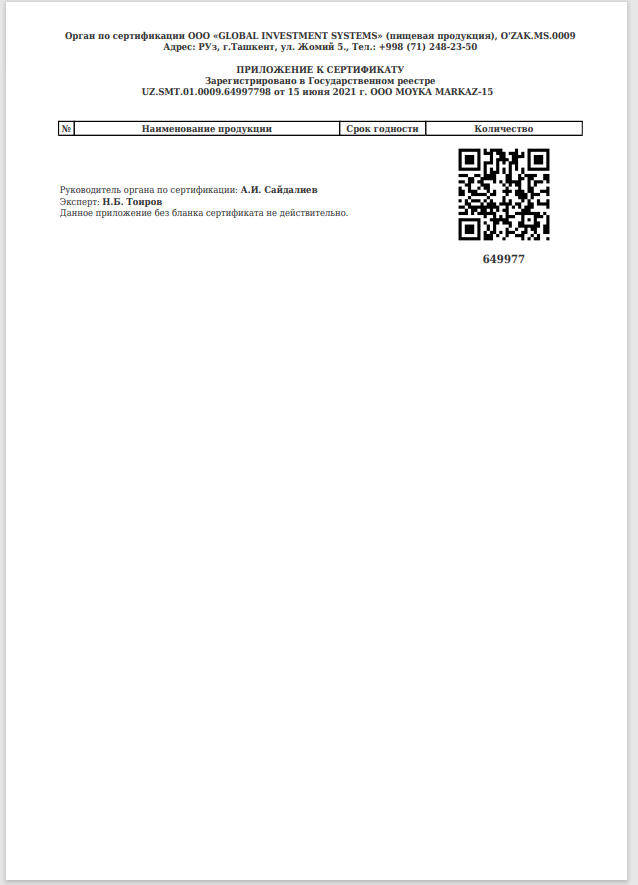 Орган по сертификации ООО «GLOBAL INVESTMENT SYSTEMS» (пищевая продукция), O'ZAK.MS.0009
Адрес: РУз, г.Ташкент, ул. Жомий 5., Тел.: +998 (71) 248-23-50
ПРИЛОЖЕНИЕ К СЕРТИФИКАТУ
Зарегистрировано в Государственном реестре
UZ.SMT.01.0009.64997798 от 15 июня 2021 г. ООО MOYKA MARKAZ-15
№ Наименование продукции Срок годности Количество
Руководитель органа по сертификации: А.И. Сайдалиев
Эксперт: Н.Б. Тоиров
Данное приложение без бланка сертификата не действительно.
649977